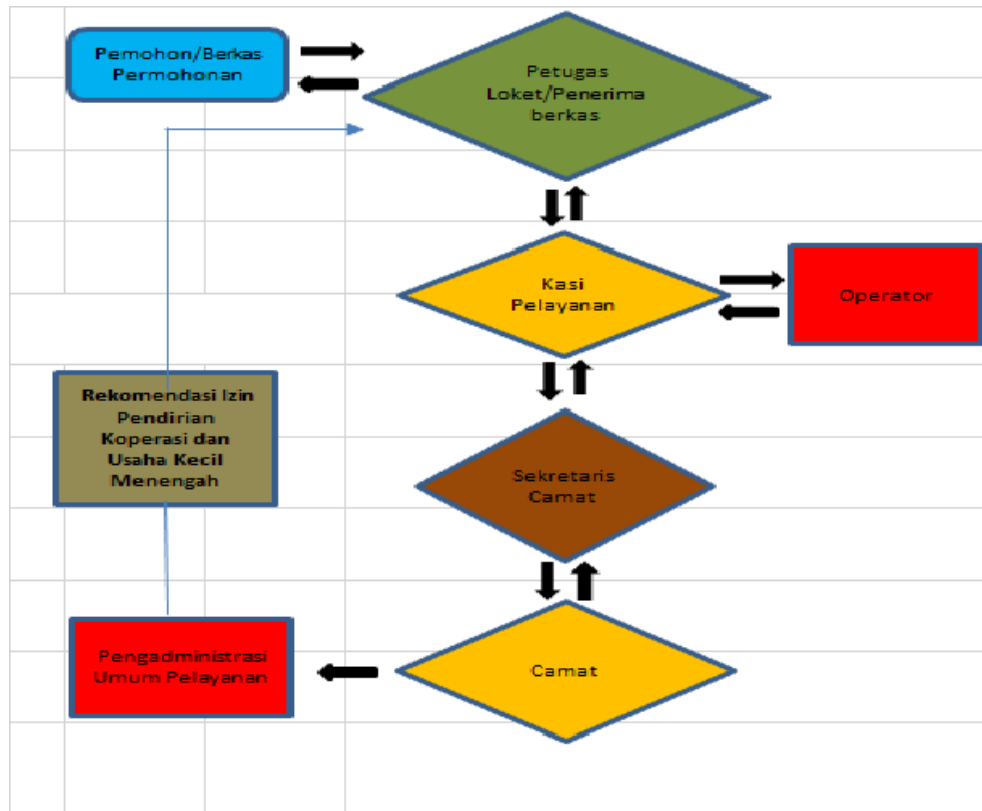 Pemohon/Berkas
Permohonan
Petugas
Loket/Penerima
berkas
Kasi
Pelayanan
Operator
Rekomendasi Izin
Pendirian
Koperasi dan
Usaha Kecil
Menengah
Sekretaris
Camat
Pengadministrasi
Umum Pelayanan
Camat